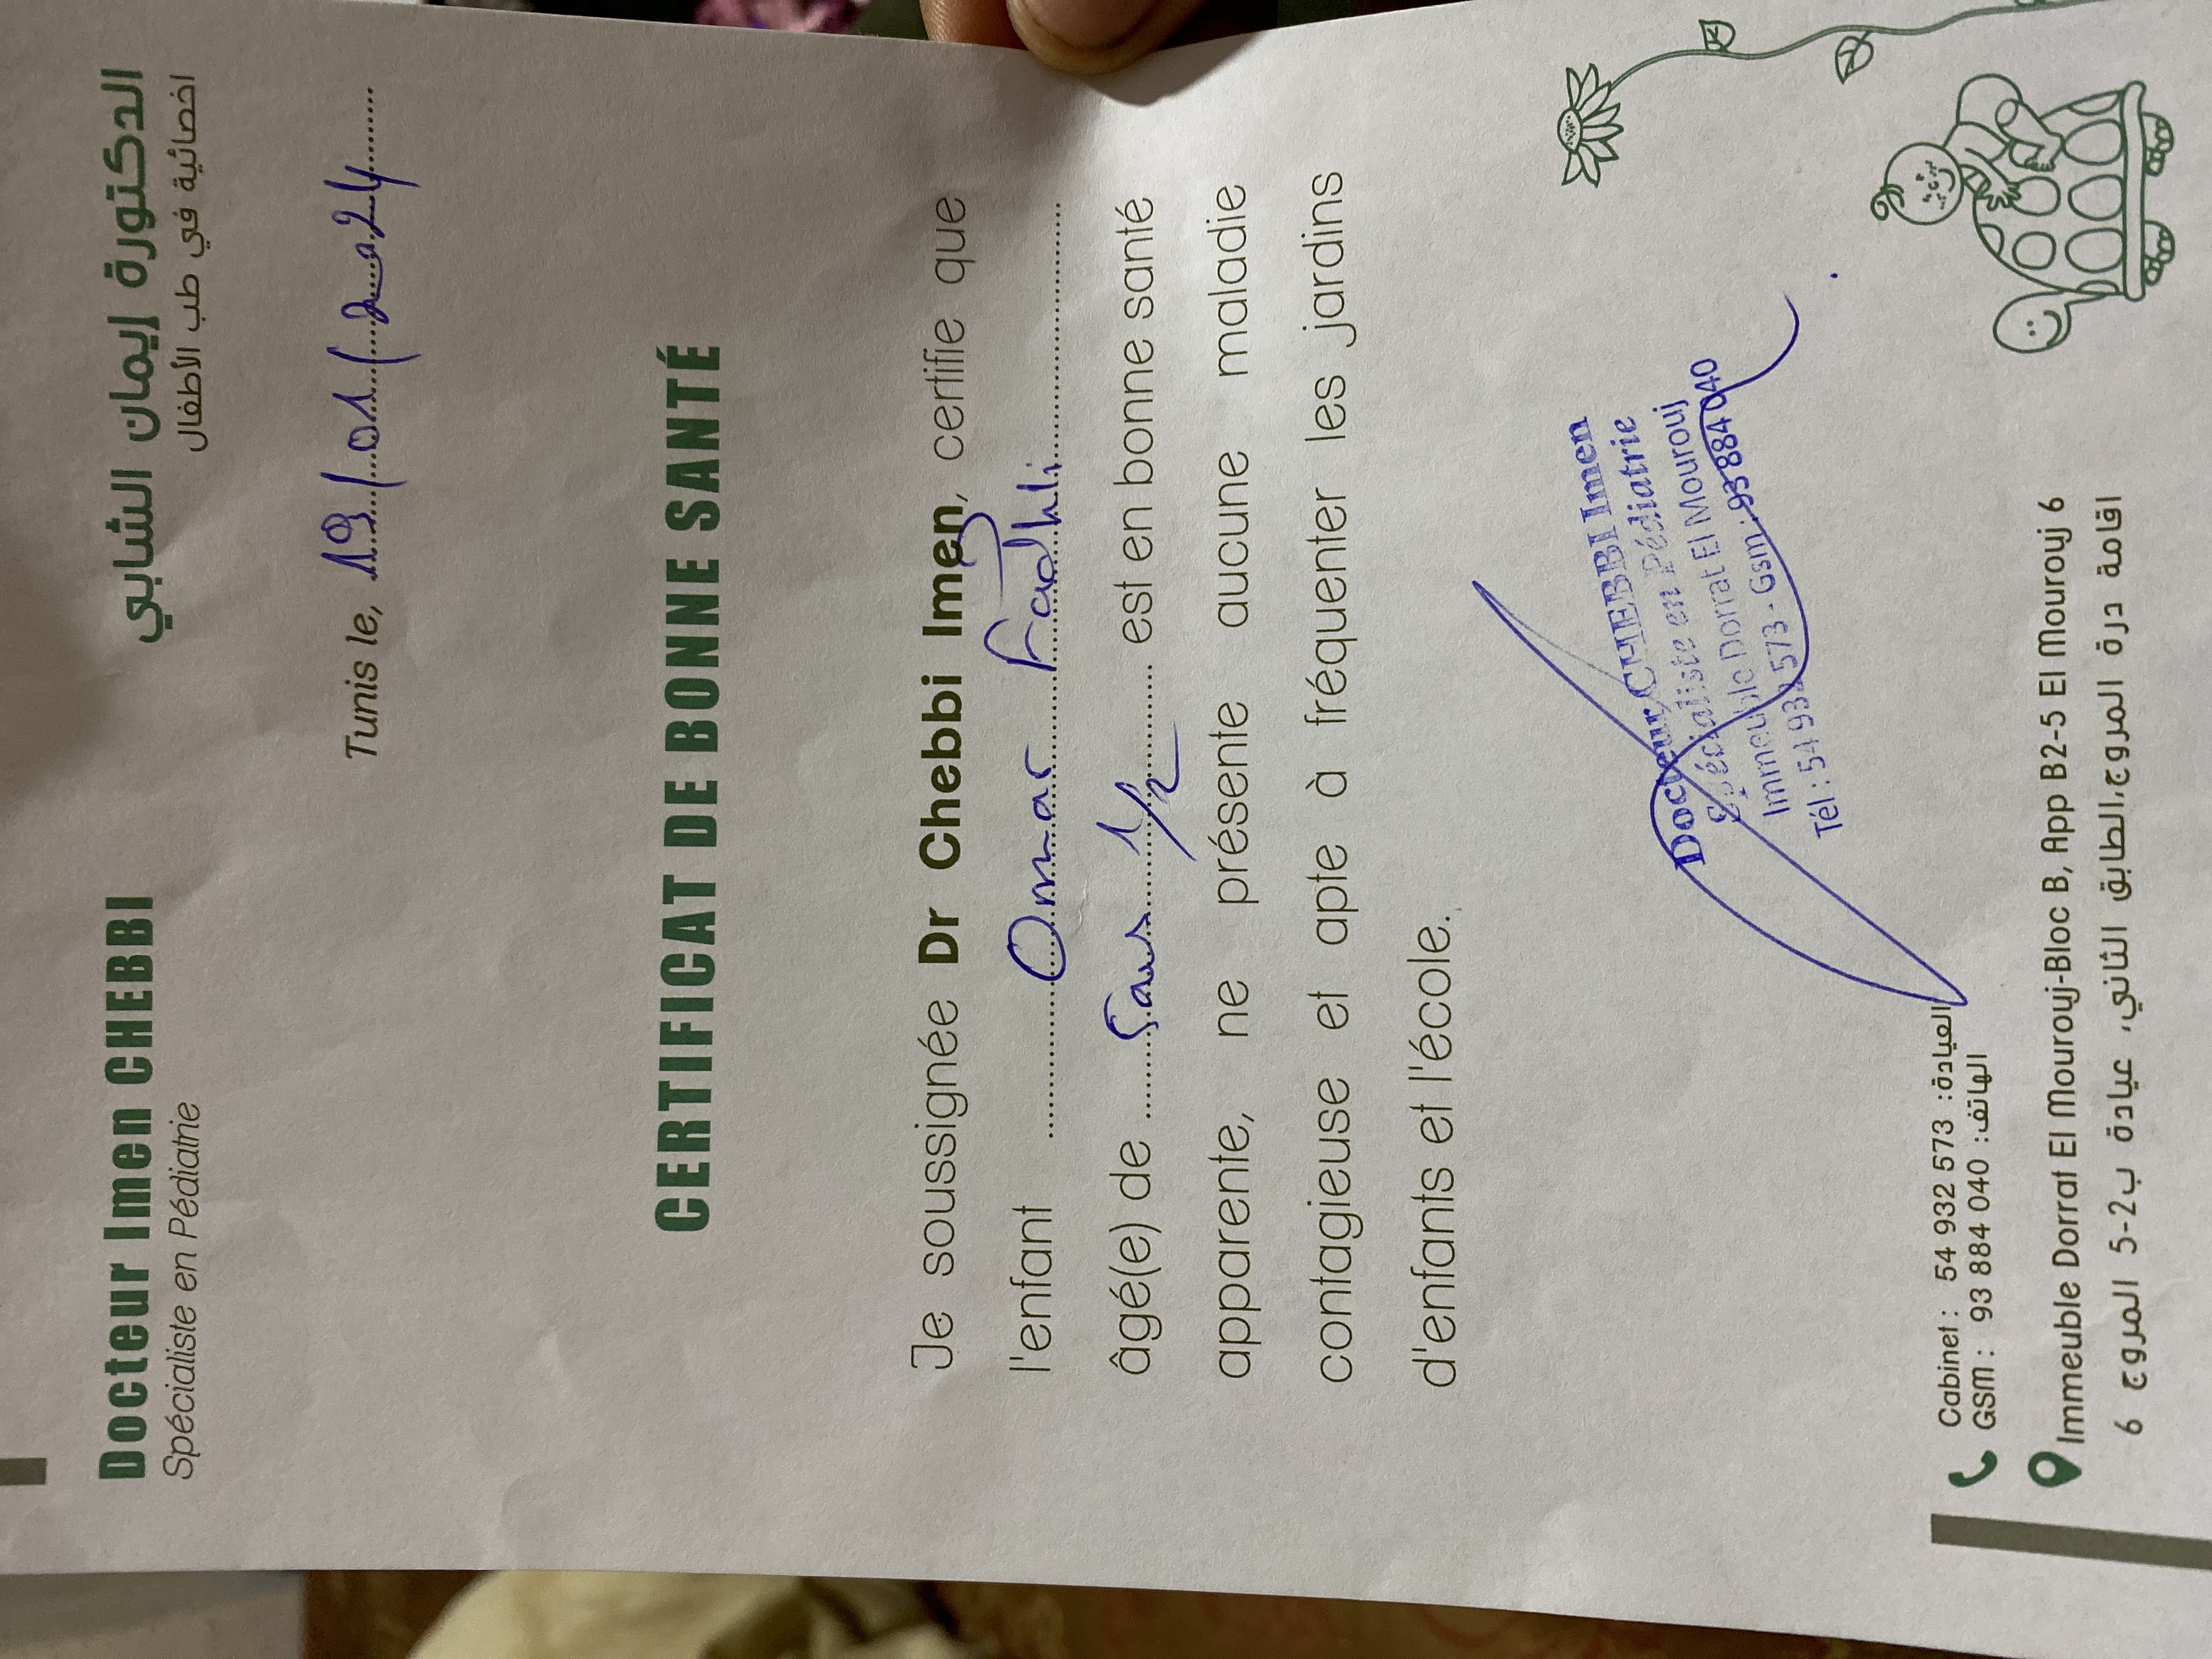 Docteur Imen CHEBBI
Spécialiste en Pédiatrie
الدكتورة إيمان الشابي
اخصائية في طب الأطفال
Tunis le, 19/01/2024
CERTIFICAT DE BONNE SANTÉ
Je soussignée Dr Chebbi Imen, certifie que
l'enfant Omar Fadhli
âgé(e) de 5 ans 1/2 est en bonne santé
apparente, ne présente aucune maladie
contagieuse et apte à fréquenter les jardins
d'enfants et l'école.
Docteur CHEBBI Imen
Spécialiste en Pédiatrie
Immeuble Dorrat El Mourouj
Tél : 54 932 573 - Gsm : 93 884 040
Cabinet : 54 932 573 :العيادة
GSm : 93 884 040 :الهاتف
Immeuble Dorrat El Mourouj-Bloc B, App B2-5 El Mourouj 6
اقامة درة المروج،الطابق الثاني، عيادة ب2-5 المروج 6